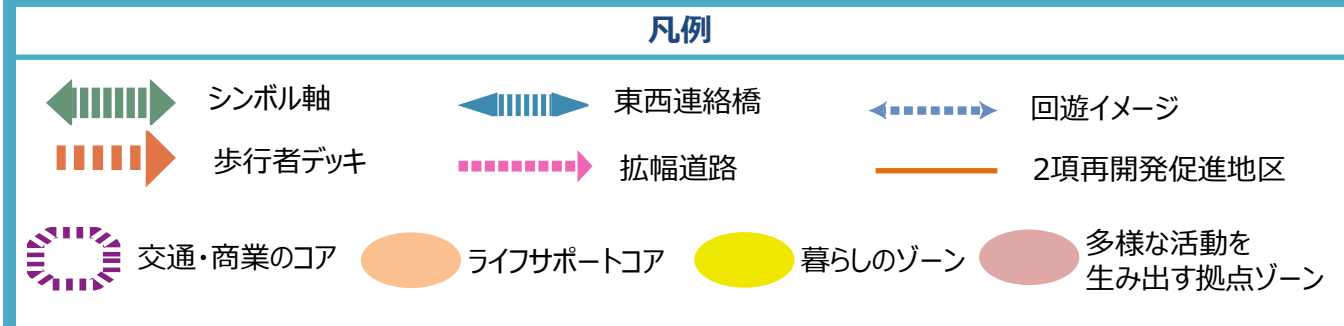 凡例
シンボル軸
東西連絡橋
回遊イメージ
歩行者デッキ
拡幅道路
2項再開発促進地区
交通・商業のコア
ライフサポートコア
暮らしのゾーン
多様な活動を
生み出す拠点ゾーン